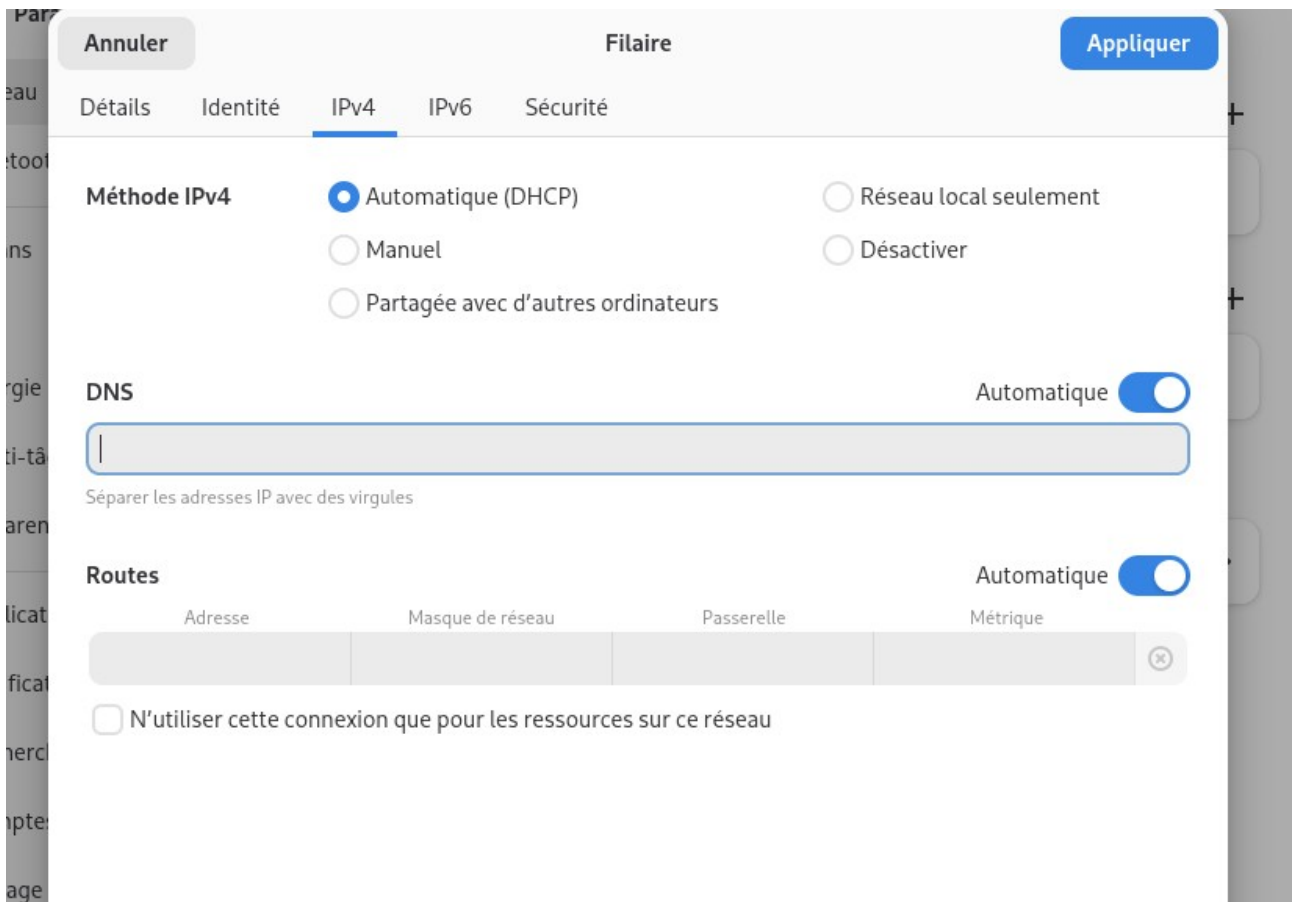 Annuler Filaire Appliquer
Détails Identité IPv4 IPv6 Sécurité
Méthode IPv4 Automatique (DHCP) Réseau local seulement
Manuel Désactiver
Partagée avec d’autres ordinateurs
DNS Automatique
Séparer les adresses IP avec des virgules
Routes Automatique
Adresse Masque de réseau Passerelle Métrique
N’utiliser cette connexion que pour les ressources sur ce réseau